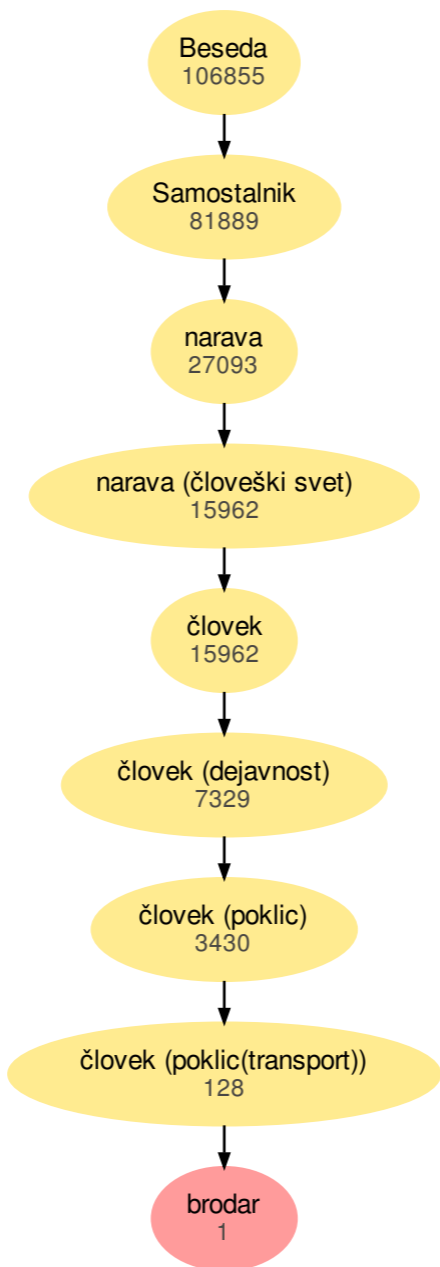 Beseda
106855
Samostalnik
81889
narava
27093
narava (človeški svet)
15962
človek
15962
človek (dejavnost)
7329
človek (poklic)
3430
človek (poklic(transport))
128
brodar
1